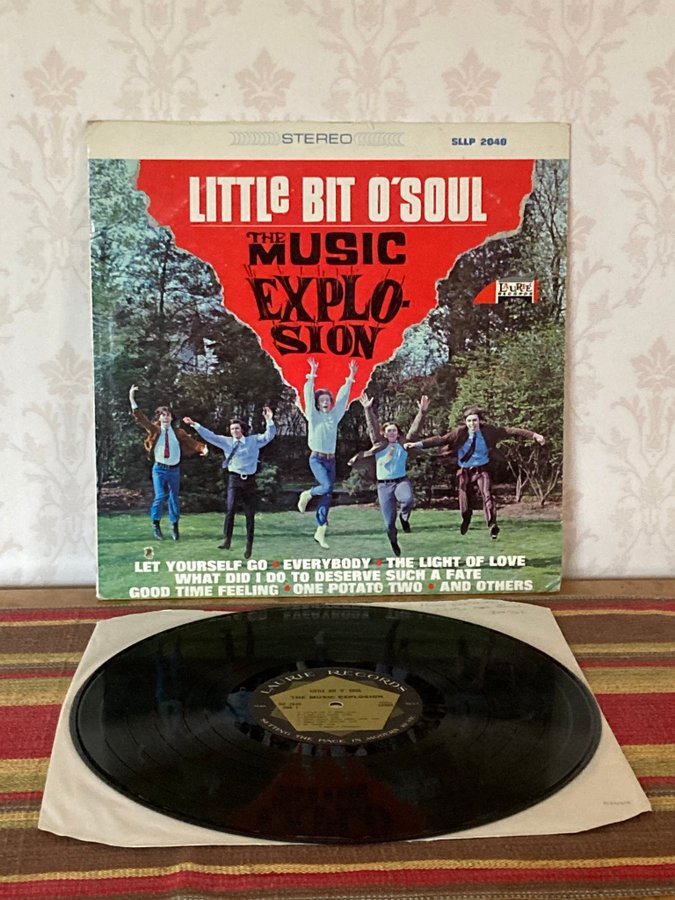 STEREO
SLLP 2040
LITTLe BIT O'SOUL
THE
MUSIC
EXPLO-
SION
LAURIE
RECORDS
LET YOURSELF GO • EVERYBODY • THE LIGHT OF LOVE
WHAT DID I DO TO DESERVE SUCH A FATE
GOOD TIME FEELING • ONE POTATO TWO • AND OTHERS
LAURIE RECORDS
LITTLE BIT O' SOUL
THE MUSIC EXPLOSION
SETTING THE PACE IN MODERN